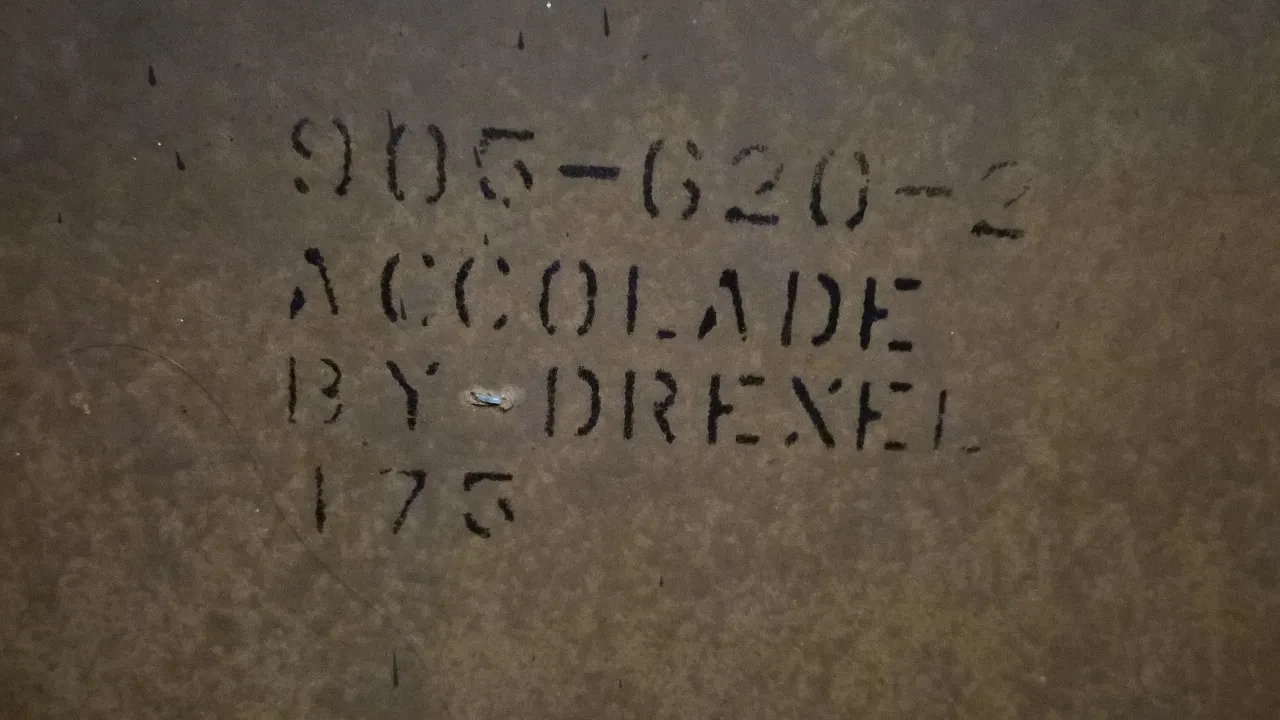 905-620-2
ACCOLADE
BY DREXEL
175